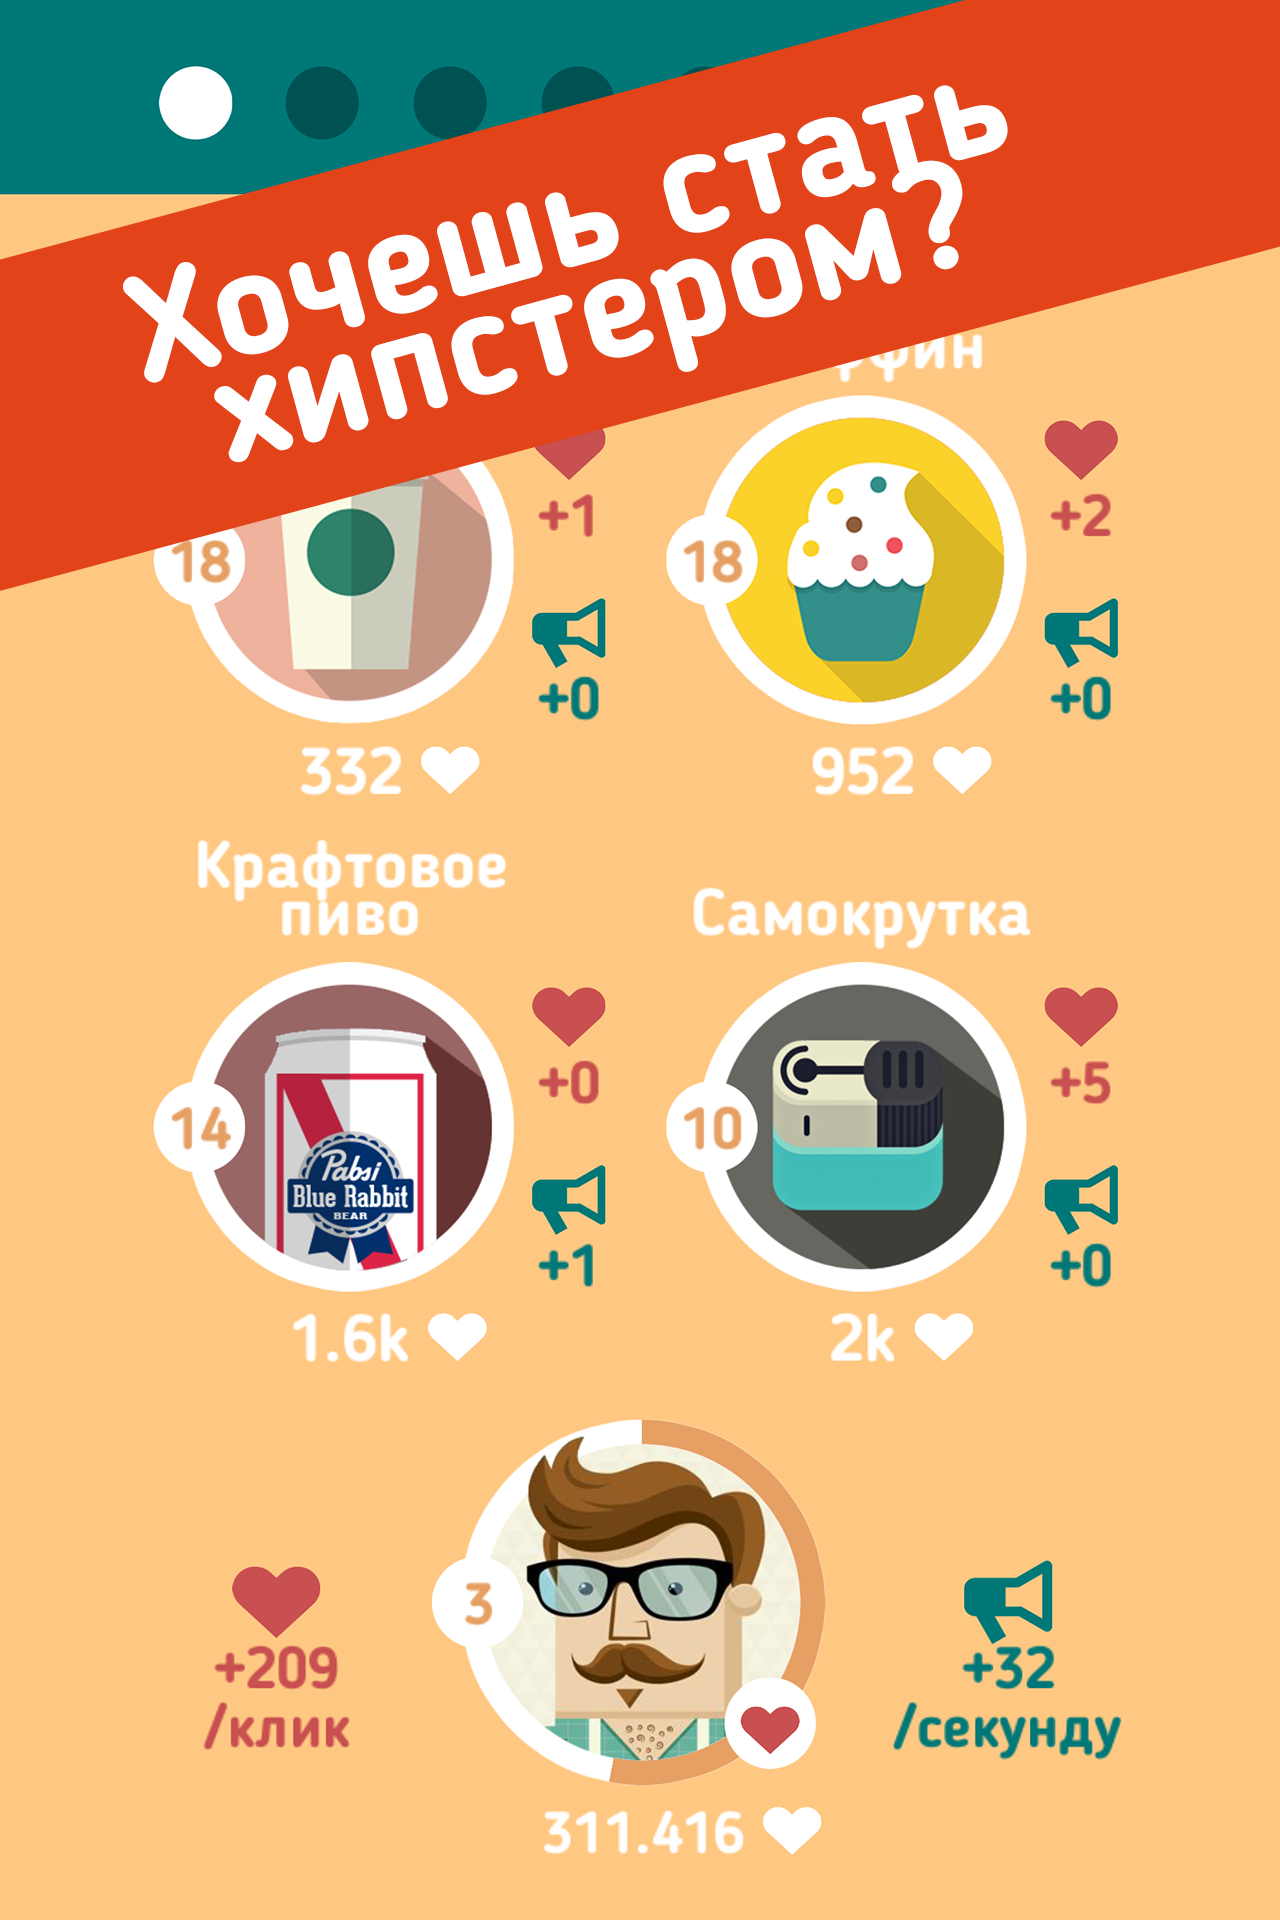 Хочешь стать
хипстером?
+1
+2
18
18
+0
+0
332
952
Крафтовое
пиво
Самокрутка
+0
+5
14
10
Pabsi
Blue Rabbit
BEAR
+1
+0
1.6k
2k
3
+209
/клик
+32
/секунду
311.416